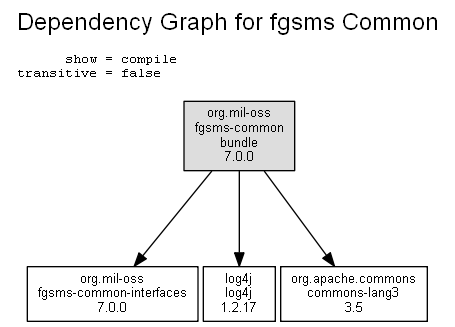 Dependency Graph for fgsms Common
show = compile
transitive = false
org.mil-oss
fgsms-common
bundle
7.0.0
org.mil-oss
fgsms-common-interfaces
7.0.0
log4j
log4j
1.2.17
org.apache.commons
commons-lang3
3.5